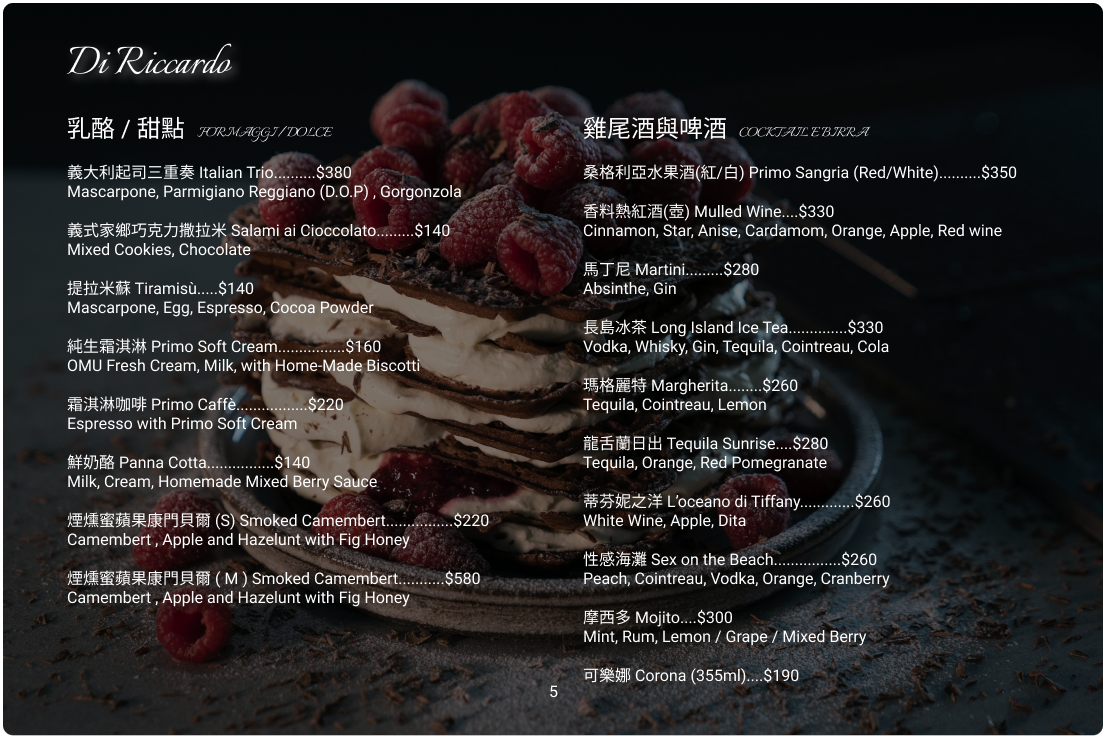 Di Riccardo
乳酪 / 甜點 FORMAGGI / DOLCE
義大利起司三重奏 Italian Trio..........$380
Mascarpone, Parmigiano Reggiano (D.O.P) , Gorgonzola
義式家鄉巧克力撒拉米 Salami ai Cioccolato.........$140
Mixed Cookies, Chocolate
提拉米蘇 Tiramisù.....$140
Mascarpone, Egg, Espresso, Cocoa Powder
純生霜淇淋 Primo Soft Cream................$160
OMU Fresh Cream, Milk, with Home-Made Biscotti
霜淇淋咖啡 Primo Caffè.................$220
Espresso with Primo Soft Cream
鮮奶酪 Panna Cotta................$140
Milk, Cream, Homemade Mixed Berry Sauce
煙燻蜜蘋果康門貝爾 (S) Smoked Camembert................$220
Camembert , Apple and Hazelunt with Fig Honey
煙燻蜜蘋果康門貝爾 ( M ) Smoked Camembert...........$580
Camembert , Apple and Hazelunt with Fig Honey
雞尾酒與啤酒 COCKTAIL E BIRRA
桑格利亞水果酒(紅/白) Primo Sangria (Red/White)..........$350
香料熱紅酒(壺) Mulled Wine....$330
Cinnamon, Star, Anise, Cardamom, Orange, Apple, Red wine
馬丁尼 Martini.........$280
Absinthe, Gin
長島冰茶 Long Island Ice Tea..............$330
Vodka, Whisky, Gin, Tequila, Cointreau, Cola
瑪格麗特 Margherita........$260
Tequila, Cointreau, Lemon
龍舌蘭日出 Tequila Sunrise....$280
Tequila, Orange, Red Pomegranate
蒂芬妮之洋 L’oceano di Tiffany.............$260
White Wine, Apple, Dita
性感海灘 Sex on the Beach................$260
Peach, Cointreau, Vodka, Orange, Cranberry
摩西多 Mojito....$300
Mint, Rum, Lemon / Grape / Mixed Berry
可樂娜 Corona (355ml)....$190
5